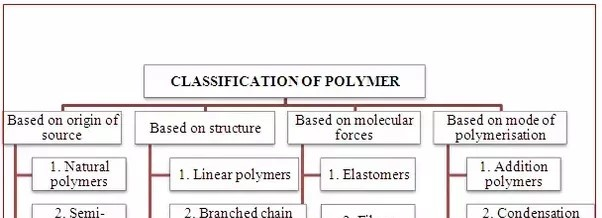 CLASSIFICATION OF POLYMER
Based on origin of
source
Based on structure
Based on molecular
forces
Based on mode of
polymerisation
1. Natural
polymers
1. Linear polymers
1. Elastomers
1. Addition
polymers
2. Semi-
2. Branched chain
2. Condensation